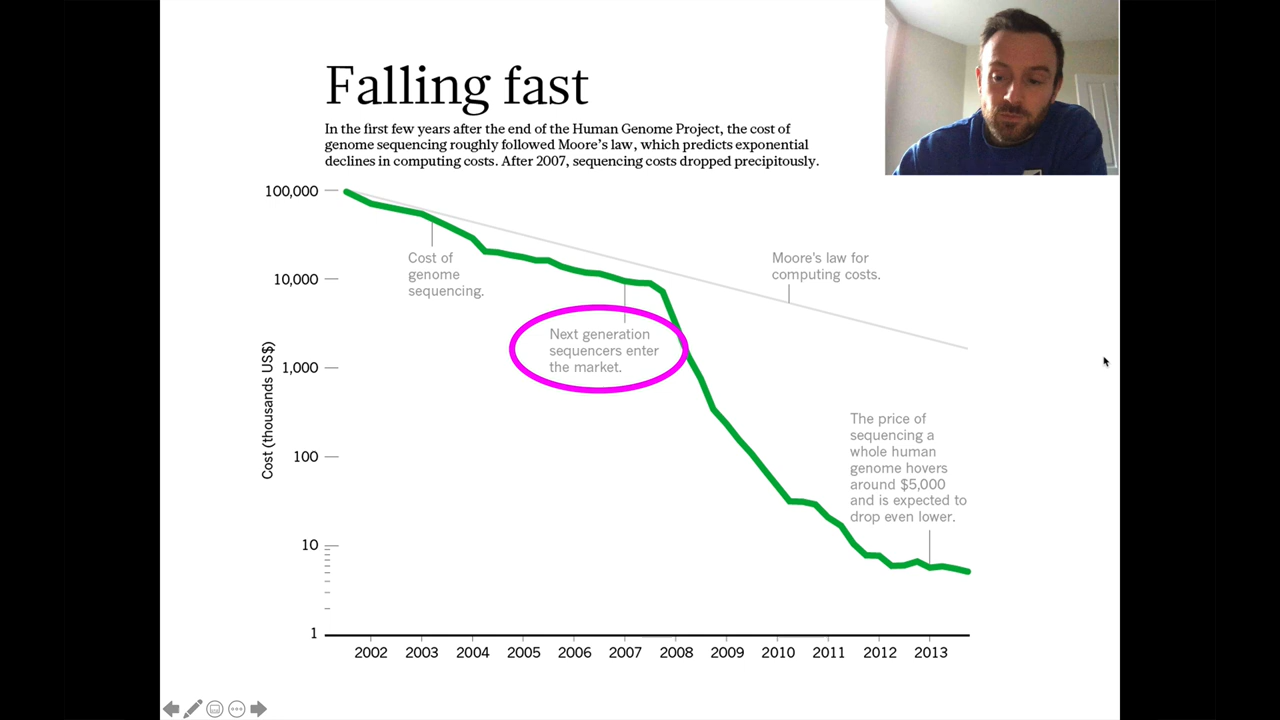 Falling fast
In the first few years after the end of the Human Genome Project, the cost of
genome sequencing roughly followed Moore’s law, which predicts exponential
declines in computing costs. After 2007, sequencing costs dropped precipitously.
100,000
10,000
1,000
100
10
1
Cost (thousands US$)
Cost of
genome
sequencing.
Moore's law for
computing costs.
Next generation
sequencers enter
the market.
The price of
sequencing a
whole human
genome hovers
around $5,000
and is expected to
drop even lower.
2002 2003 2004 2005 2006 2007 2008 2009 2010 2011 2012 2013